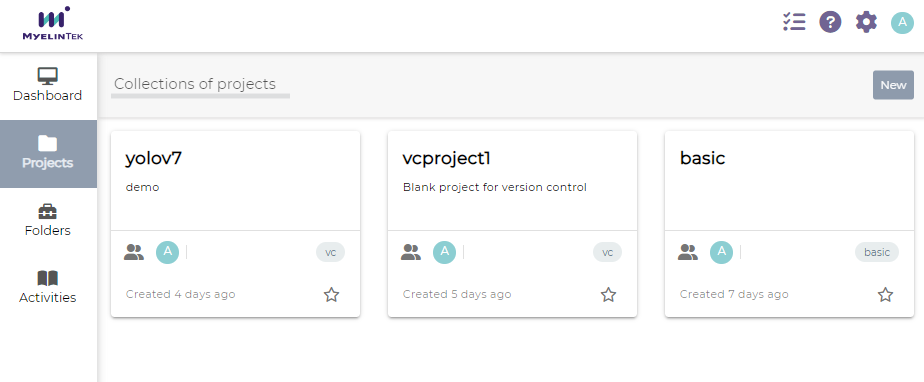 MYELINTEK
A
Dashboard
Projects
Folders
Activities
Collections of projects
New
yolov7
demo
A
vc
Created 4 days ago
vcproject1
Blank project for version control
A
vc
Created 5 days ago
basic
A
basic
Created 7 days ago